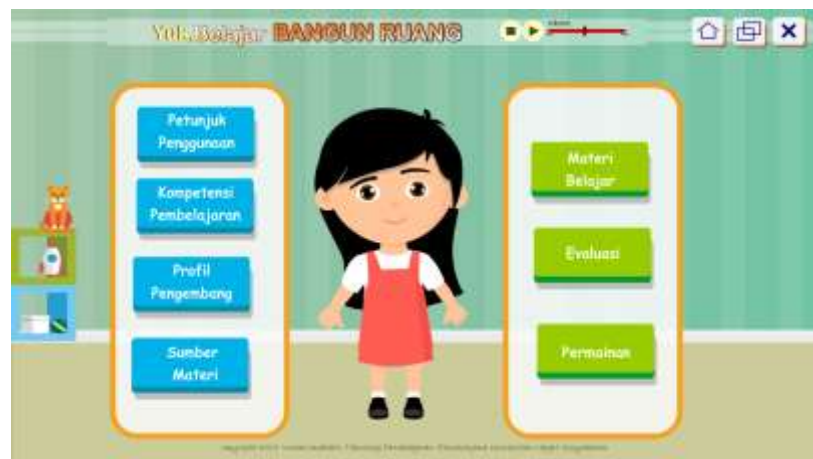 Yuk Belajar BANGUN RUANG
Petunjuk
Penggunaan
Kompetensi
Pembelajaran
Profil
Pengembang
Sumber
Materi
Materi
Belajar
Evaluasi
Permainan